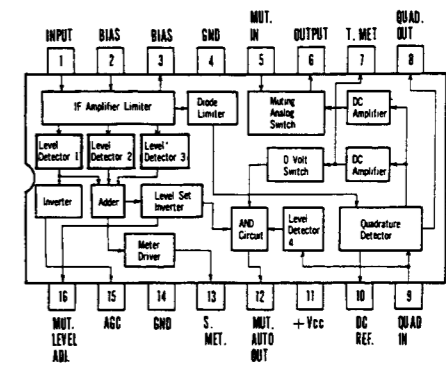 MUT. QUAD.
INPUT BIAS BIAS GND IN OUTPUT T. MET OUT
1 2 3 4 5 6 7 8
IF Amplifier Limiter
Diode
Limiter
Muting
Analog
Switch
DC
Amplifier
Level
Detector 1
Level
Detector 2
Level
Detector 3
0 Volt
Switch
DC
Amplifier
Inverter
Adder
Level Set
Inverter
AND
Circuit
Level
Detector
4
Quadrature
Detector
Meter
Driver
16 15 14 13 12 11 10 9
MUT. AGC GND S. MUT. +Vcc DC QUAD
LEVEL MET. AUTO REF. IN
ADJ. OUT